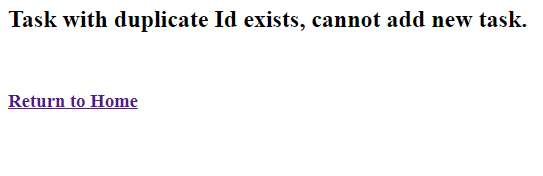 Task with duplicate Id exists, cannot add new task.
Return to Home